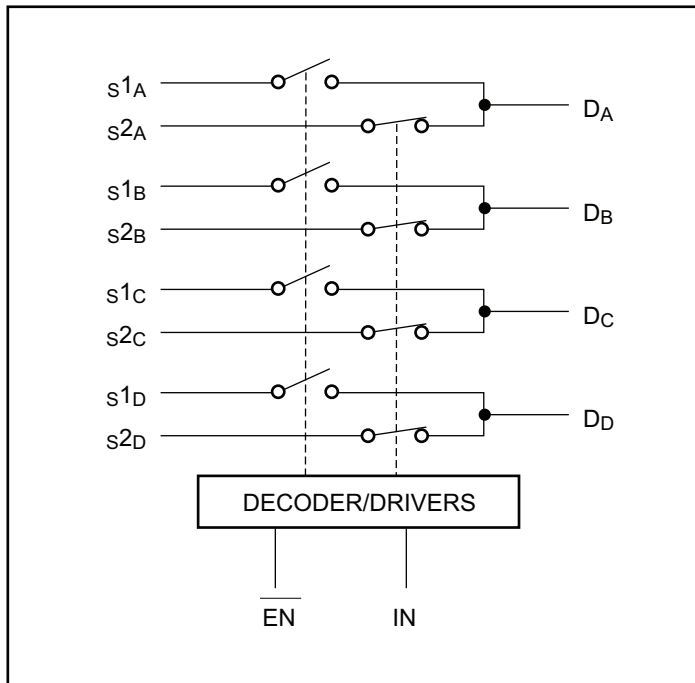 S1A
DA
S2A
S1B
DB
S2B
S1C
DC
S2C
S1D
DD
S2D
DECODER/DRIVERS
EN IN